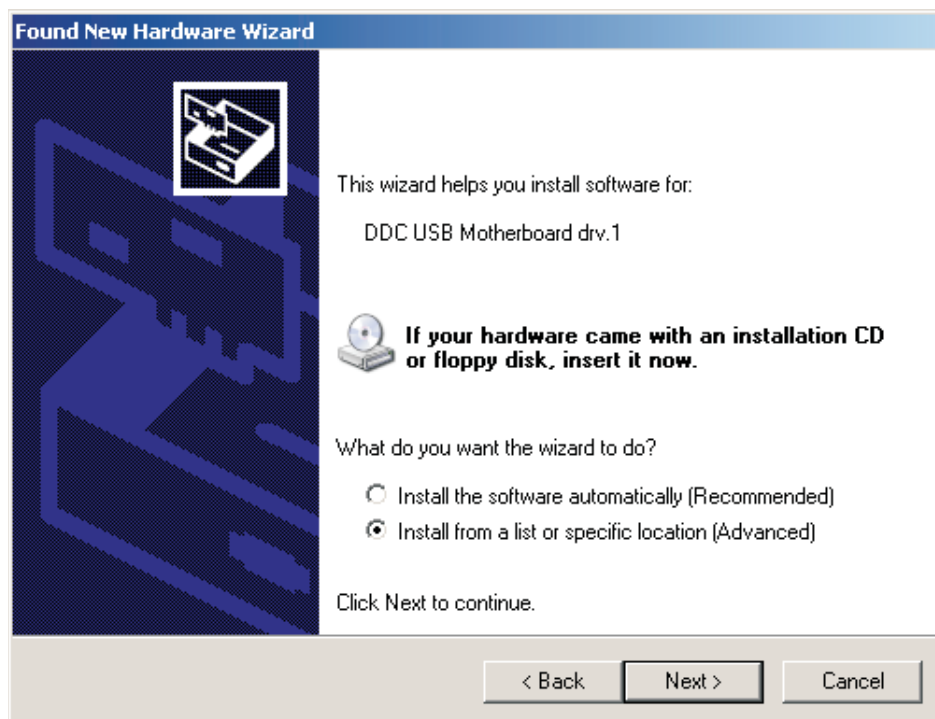 Found New Hardware Wizard
This wizard helps you install software for:
DDC USB Motherboard drv.1
If your hardware came with an installation CD
or floppy disk, insert it now.
What do you want the wizard to do?
Install the software automatically (Recommended)
Install from a list or specific location (Advanced)
Click Next to continue.
< Back
Next >
Cancel